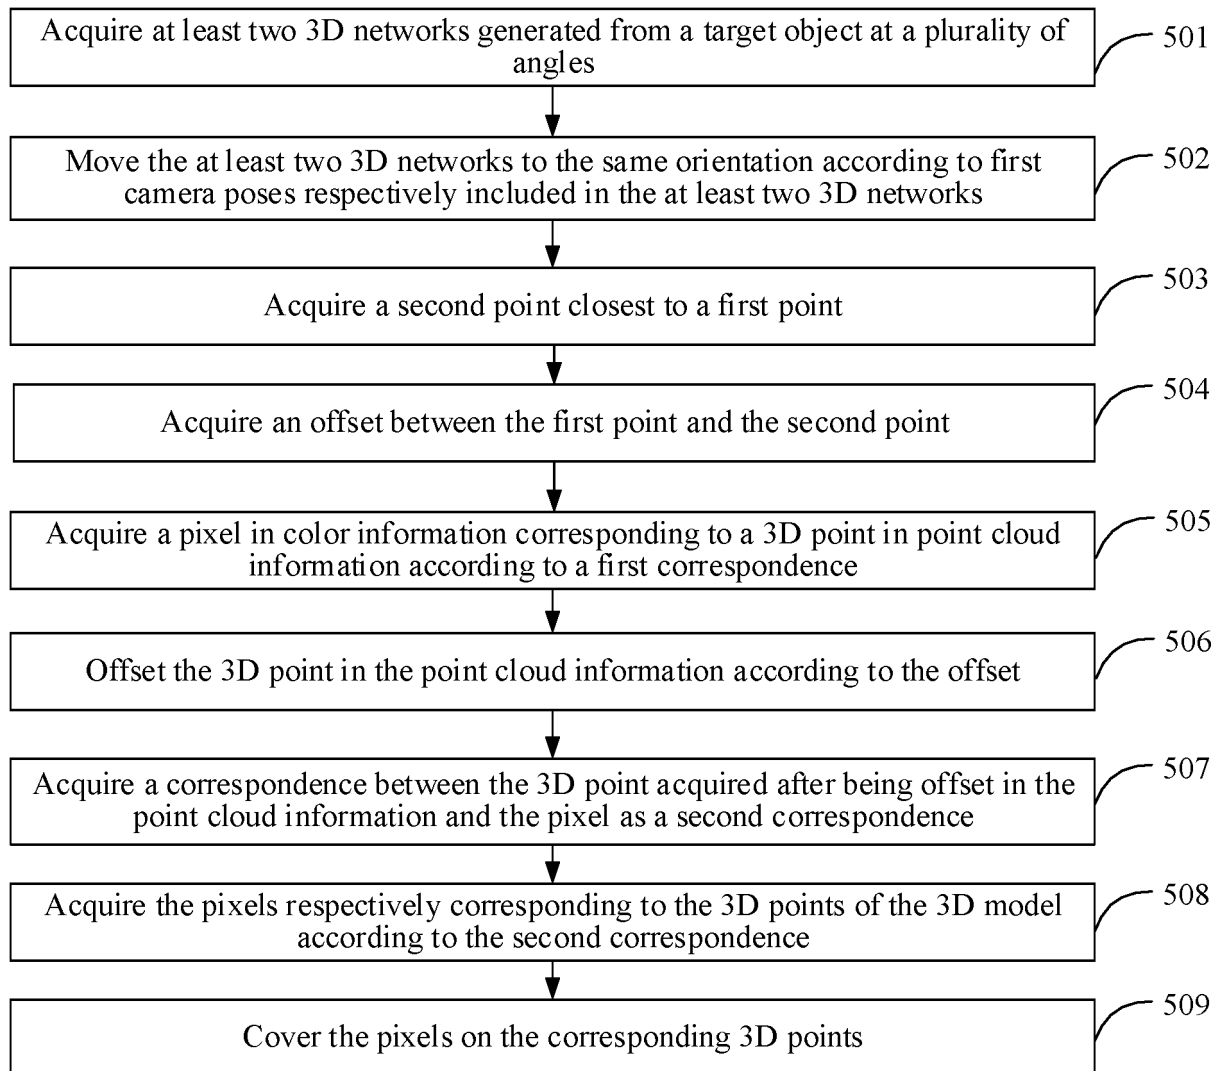 Acquire at least two 3D networks generated from a target object at a plurality of
angles
501
Move the at least two 3D networks to the same orientation according to first
camera poses respectively included in the at least two 3D networks
502
Acquire a second point closest to a first point
503
Acquire an offset between the first point and the second point
504
Acquire a pixel in color information corresponding to a 3D point in point cloud
information according to a first correspondence
505
Offset the 3D point in the point cloud information according to the offset
506
Acquire a correspondence between the 3D point acquired after being offset in the
point cloud information and the pixel as a second correspondence
507
Acquire the pixels respectively corresponding to the 3D points of the 3D model
according to the second correspondence
508
Cover the pixels on the corresponding 3D points
509